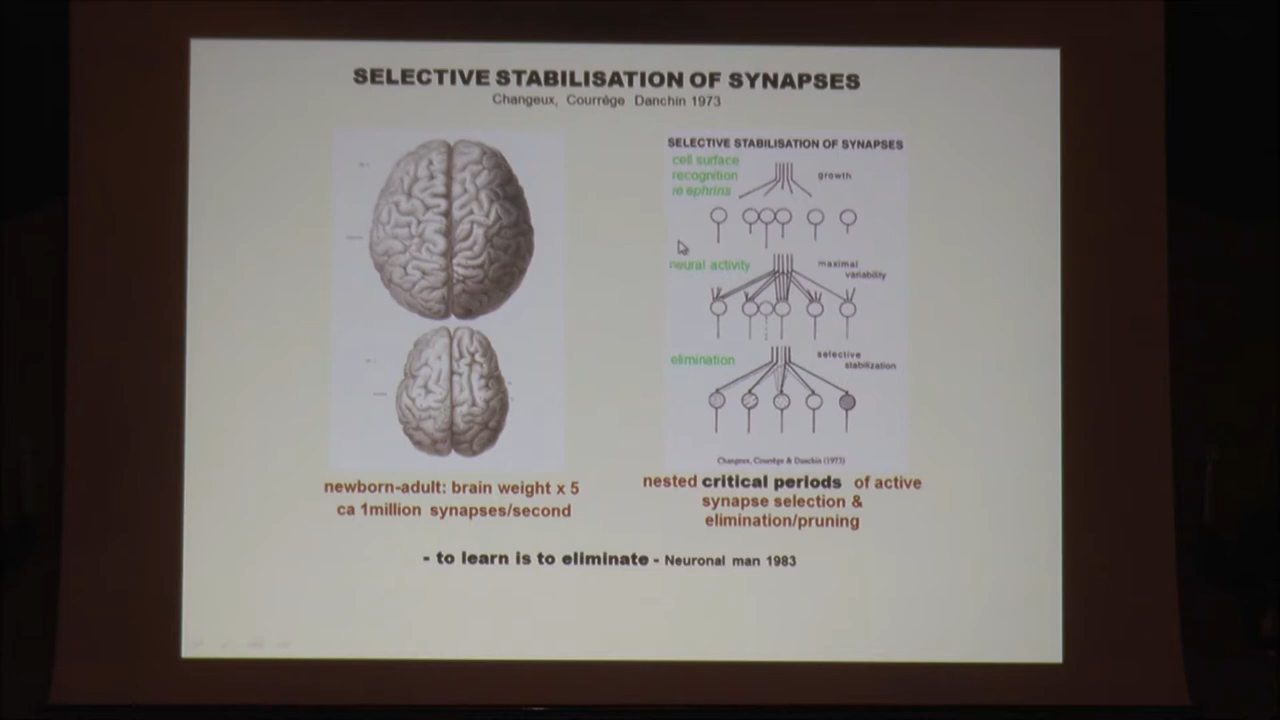 SELECTIVE STABILISATION OF SYNAPSES
Changeux, Courrège Danchin 1973
SELECTIVE STABILISATION OF SYNAPSES
cell surface
recognition
ie ephrins
growth
neural activity
maximal
variability
elimination
selective
stabilization
Changeux, Courrège & Danchin (1973)
newborn-adult: brain weight x 5
ca 1million synapses/second
nested critical periods of active
synapse selection &
elimination/pruning
- to learn is to eliminate - Neuronal man 1983